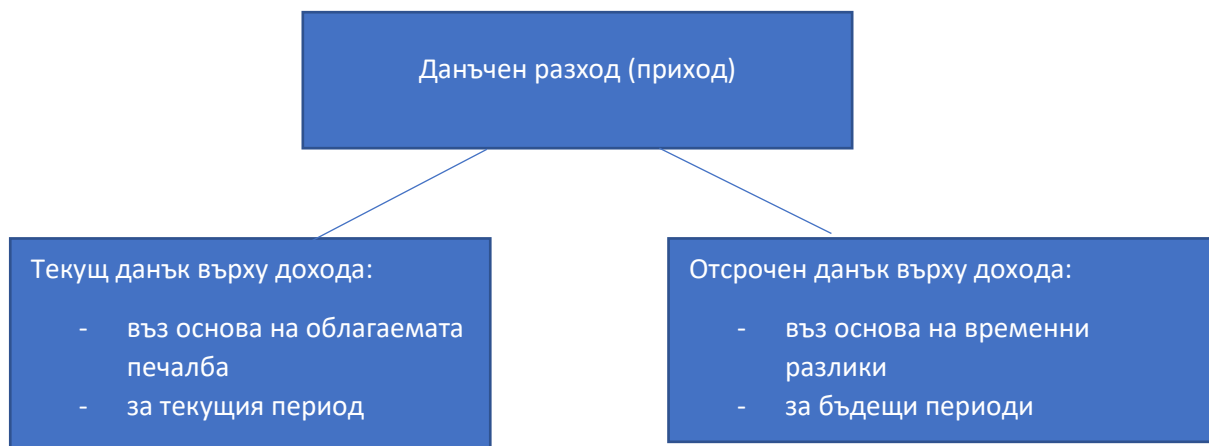 Данъчен разход (приход)
Текущ данък върху дохода:
- въз основа на облагаемата
печалба
- за текущия период
Отсрочен данък върху дохода:
- въз основа на временни
разлики
- за бъдещи периоди